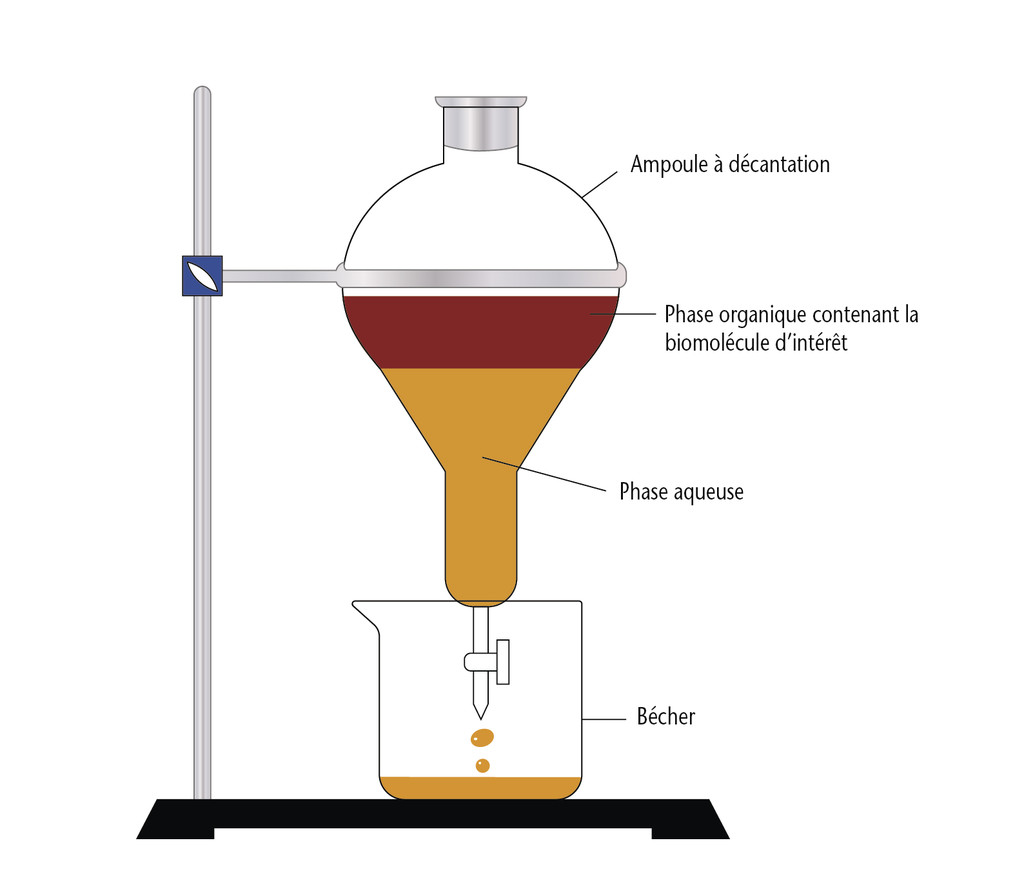 Ampoule à décantation
Phase organique contenant la
biomolécule d’intérêt
Phase aqueuse
Bécher